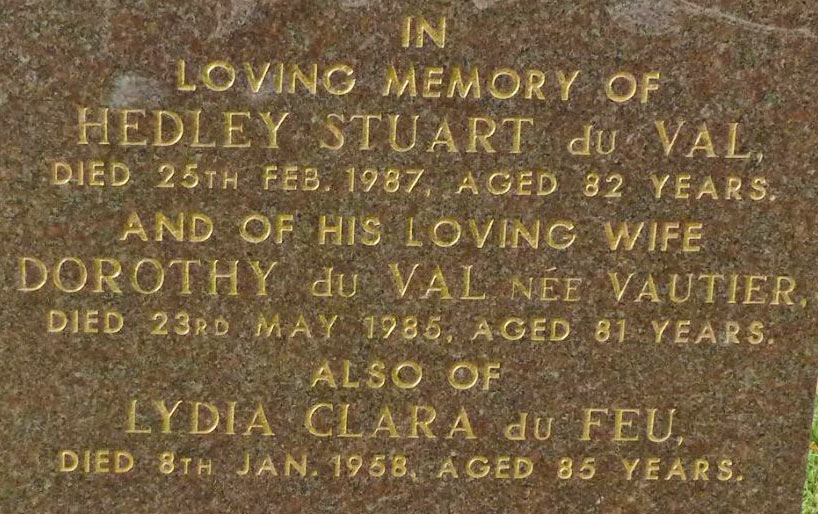 IN
LOVING MEMORY OF
HEDLEY STUART du VAL,
DIED 25TH FEB. 1987, AGED 82 YEARS.
AND OF HIS LOVING WIFE
DOROTHY du VAL NÉE VAUTIER,
DIED 23RD MAY 1985, AGED 81 YEARS.
ALSO OF
LYDIA CLARA du FEU,
DIED 8TH JAN. 1958, AGED 85 YEARS.